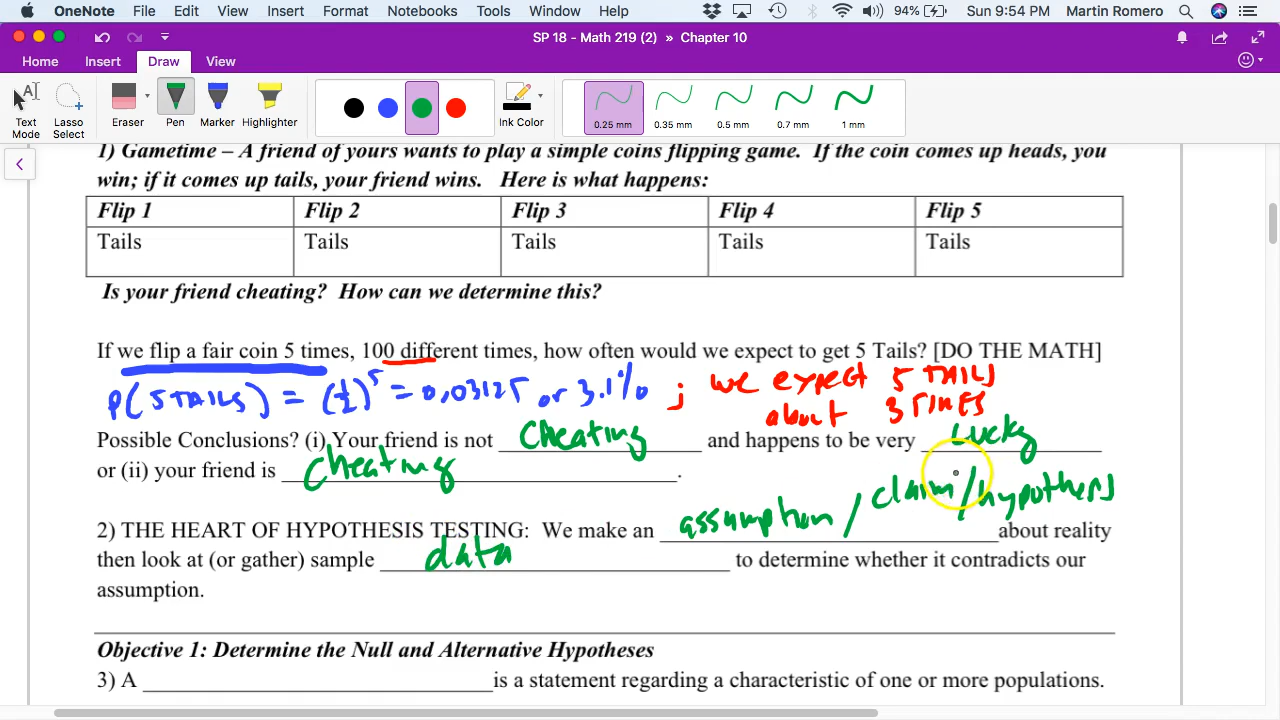 OneNote File Edit View Insert Format Notebooks Tools Window Help 94% Sun 9:54 PM Martin Romero
SP 18 - Math 219 (2) » Chapter 10
Home Insert Draw View
A
Text Mode Lasso Select Eraser Pen Marker Highlighter Ink Color 0.25 mm 0.35 mm 0.5 mm 0.7 mm 1 mm
1) Gametime – A friend of yours wants to play a simple coins flipping game. If the coin comes up heads, you
win; if it comes up tails, your friend wins. Here is what happens:
Flip 1 Flip 2 Flip 3 Flip 4 Flip 5
Tails Tails Tails Tails Tails
Is your friend cheating? How can we determine this?
If we flip a fair coin 5 times, 100 different times, how often would we expect to get 5 Tails? [DO THE MATH]
P(5 TAILS) = (1/2)^5 = 0.03125 or 3.1% ; we expect 5 TAILS
about 3 TIMES
Possible Conclusions? (i) Your friend is not cheating and happens to be very Lucky
or (ii) your friend is cheating.
2) THE HEART OF HYPOTHESIS TESTING: We make an assumption / claim / hypothesis about reality
then look at (or gather) sample data to determine whether it contradicts our
assumption.
Objective 1: Determine the Null and Alternative Hypotheses
3) A ____ is a statement regarding a characteristic of one or more populations.